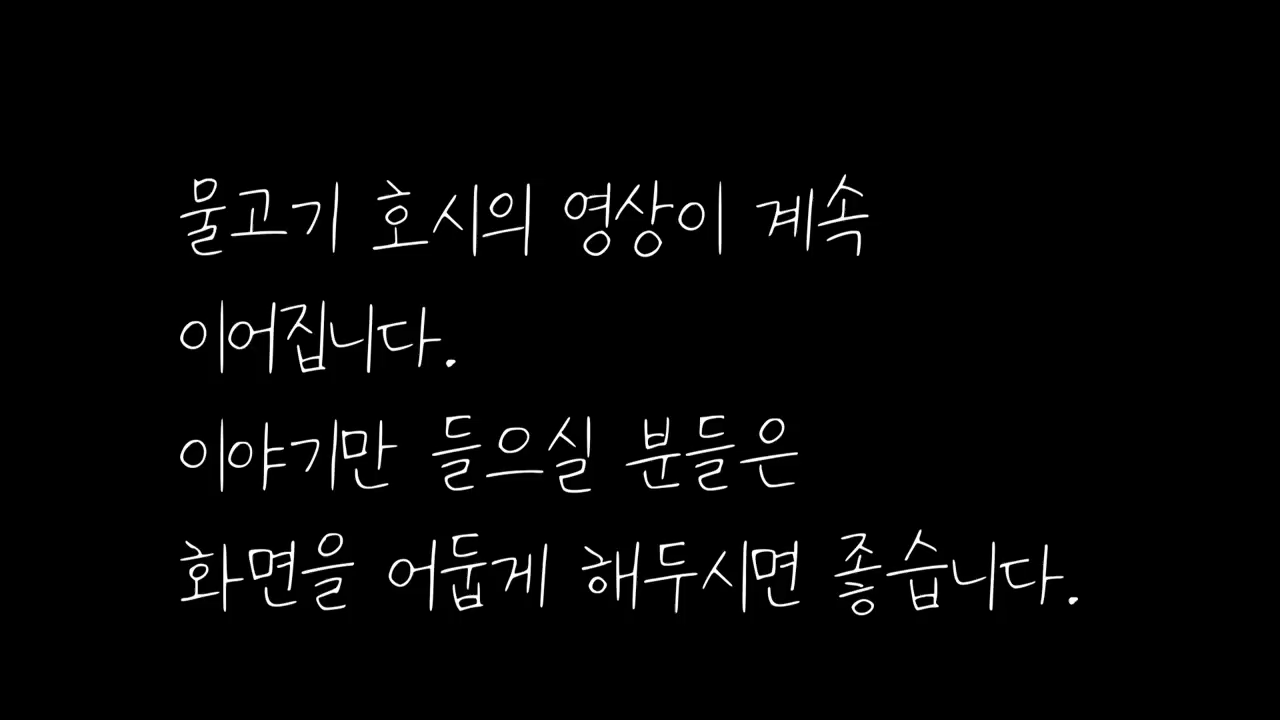 물고기 호시의 영상이 계속
이어집니다.
이야기만 들으실 분들은
화면을 어둡게 해두시면 좋습니다.